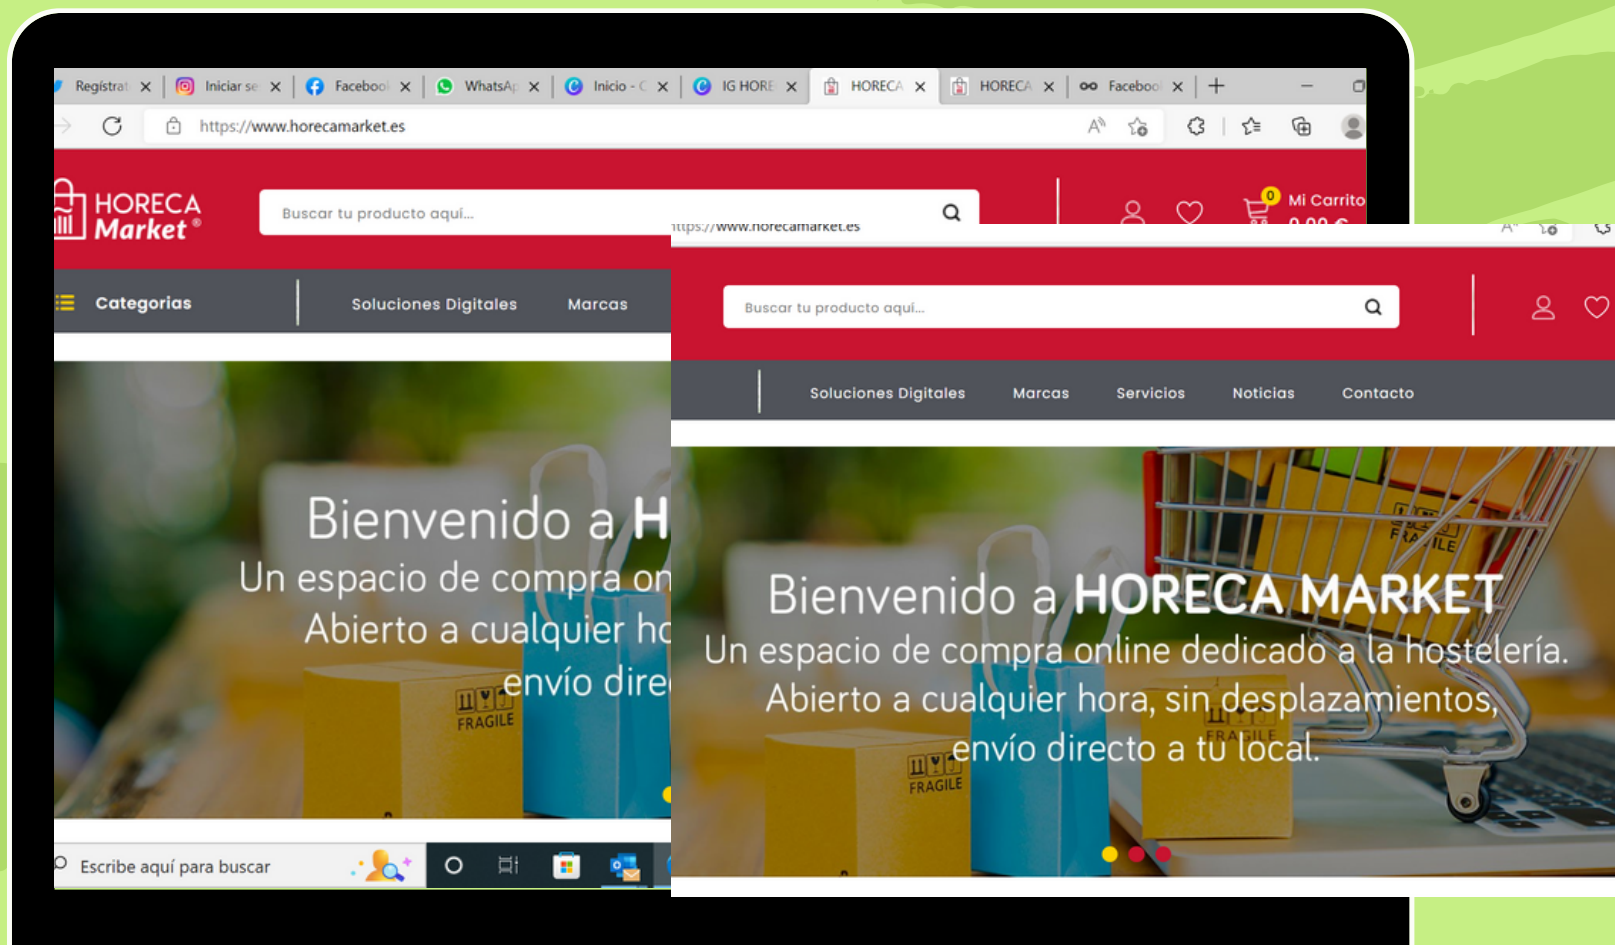 Regístrat
Iniciar se
Faceboo
WhatsAp
Inicio - C
IG HORE
HORECA
HORECA
Faceboo
https://www.horecamarket.es
HORECA
Market®
Buscar tu producto aquí...
0
Mi Carrito
0,00 €
Categorias
Soluciones Digitales
Marcas
Bienvenido a H
Un espacio de compra on
Abierto a cualquier ho
envío dire
FRAGILE
Escribe aquí para buscar
https://www.horecamarket.es
Buscar tu producto aquí...
Soluciones Digitales
Marcas
Servicios
Noticias
Contacto
FRAGILE
Bienvenido a HORECA MARKET
Un espacio de compra online dedicado a la hostelería.
Abierto a cualquier hora, sin desplazamientos,
FRAGILE
envío directo a tu local.
FRAGILE